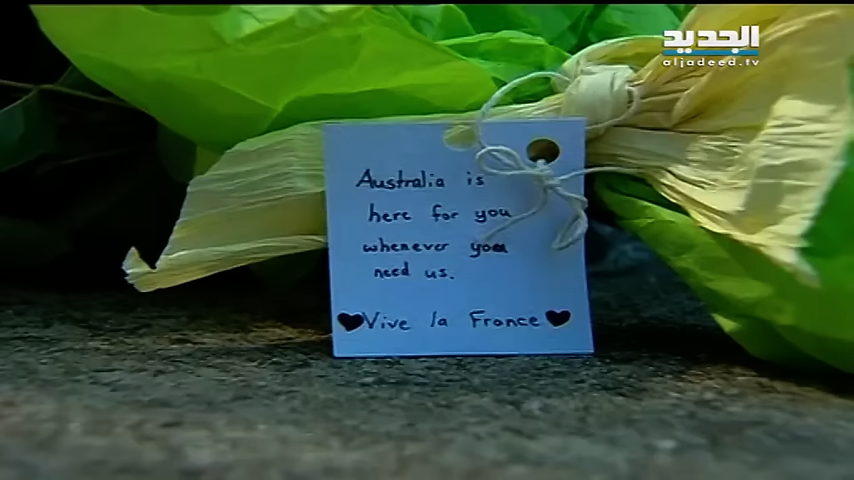 الجديد
aljadeed.tv
Australia is
here for you
whenever you
need us.
Vive la France